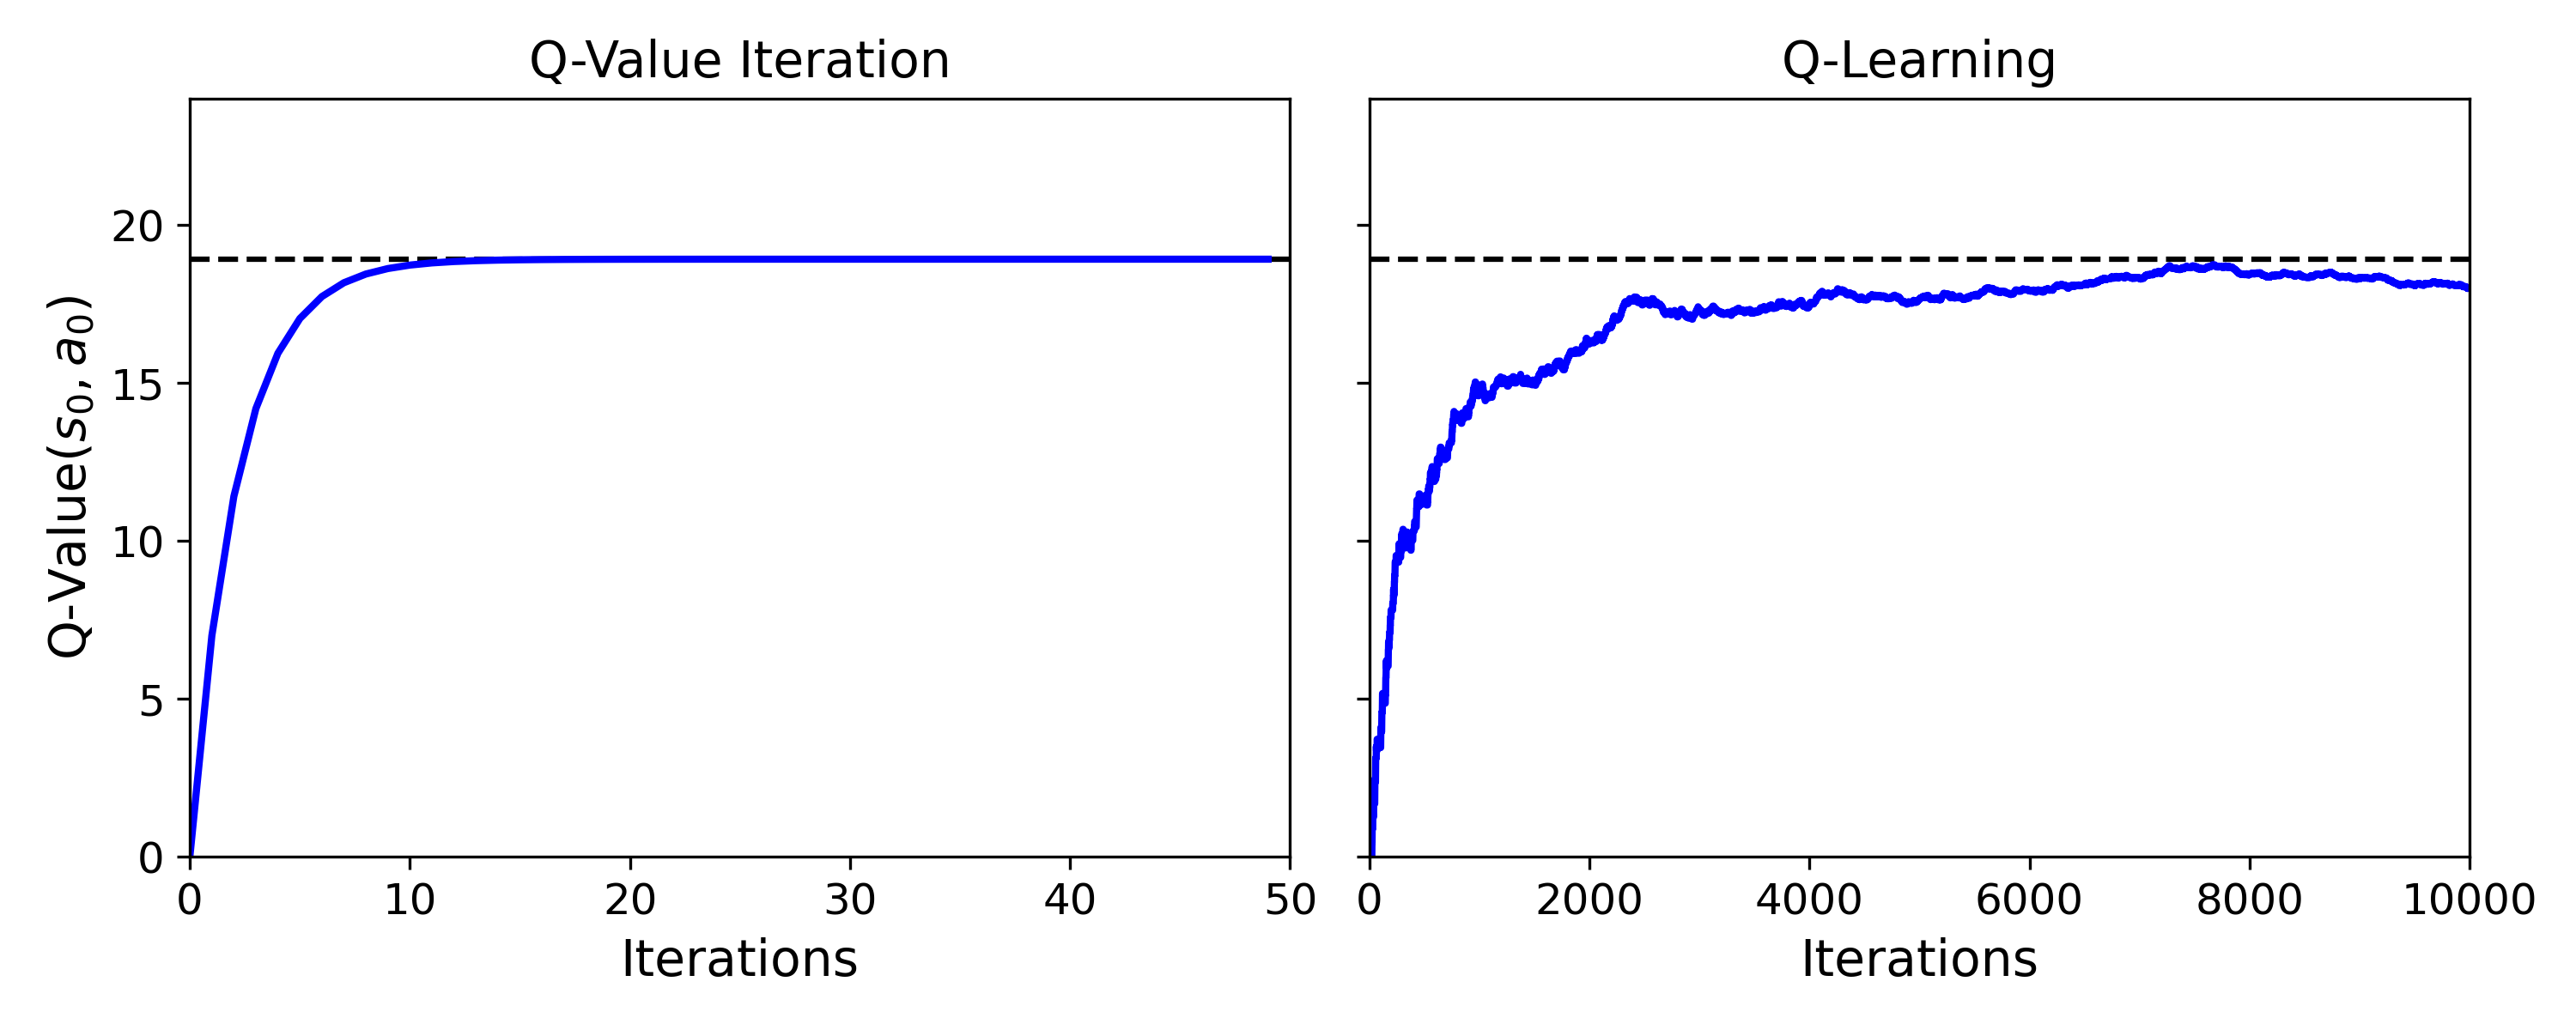 Q-Value Iteration
Q-Learning
Q-Value(s₀, a₀)
20
15
10
5
0
0 10 20 30 40 50
0 2000 4000 6000 8000 10000
Iterations
Iterations